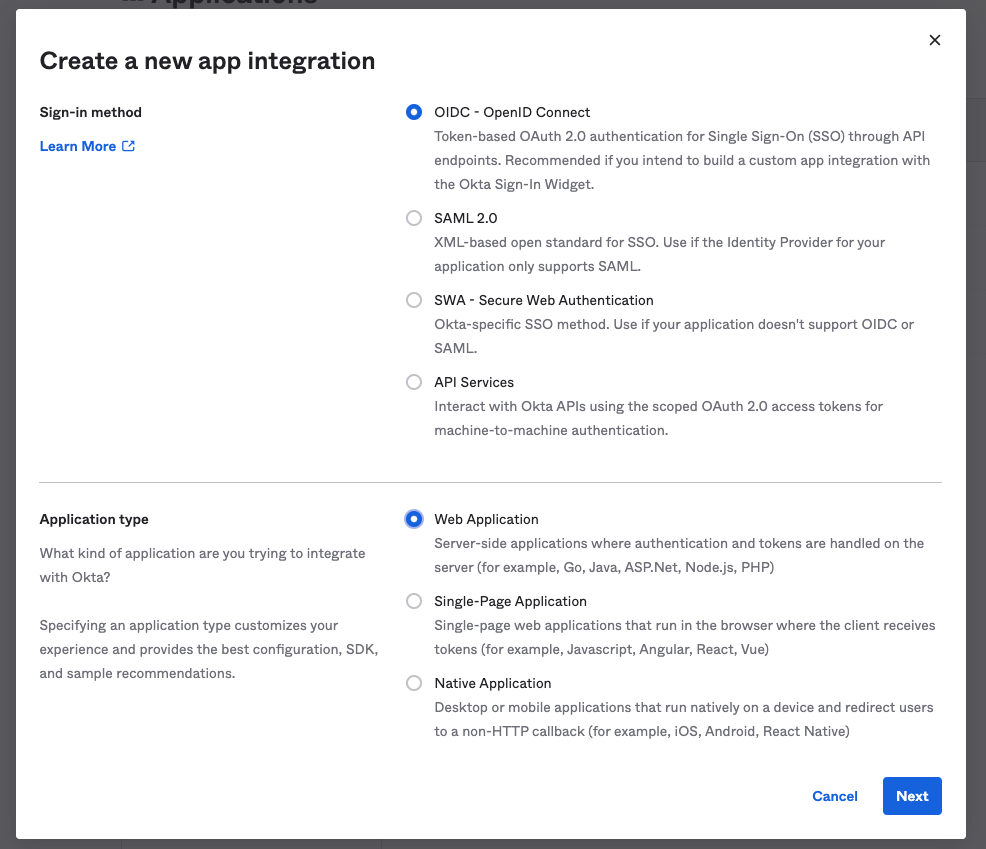 Applications
Create a new app integration
Sign-in method
Learn More
OIDC - OpenID Connect
Token-based OAuth 2.0 authentication for Single Sign-On (SSO) through API
endpoints. Recommended if you intend to build a custom app integration with
the Okta Sign-In Widget.
SAML 2.0
XML-based open standard for SSO. Use if the Identity Provider for your
application only supports SAML.
SWA - Secure Web Authentication
Okta-specific SSO method. Use if your application doesn't support OIDC or
SAML.
API Services
Interact with Okta APIs using the scoped OAuth 2.0 access tokens for
machine-to-machine authentication.
Application type
What kind of application are you trying to integrate
with Okta?
Specifying an application type customizes your
experience and provides the best configuration, SDK,
and sample recommendations.
Web Application
Server-side applications where authentication and tokens are handled on the
server (for example, Go, Java, ASP.Net, Node.js, PHP)
Single-Page Application
Single-page web applications that run in the browser where the client receives
tokens (for example, Javascript, Angular, React, Vue)
Native Application
Desktop or mobile applications that run natively on a device and redirect users
to a non-HTTP callback (for example, iOS, Android, React Native)
Cancel
Next